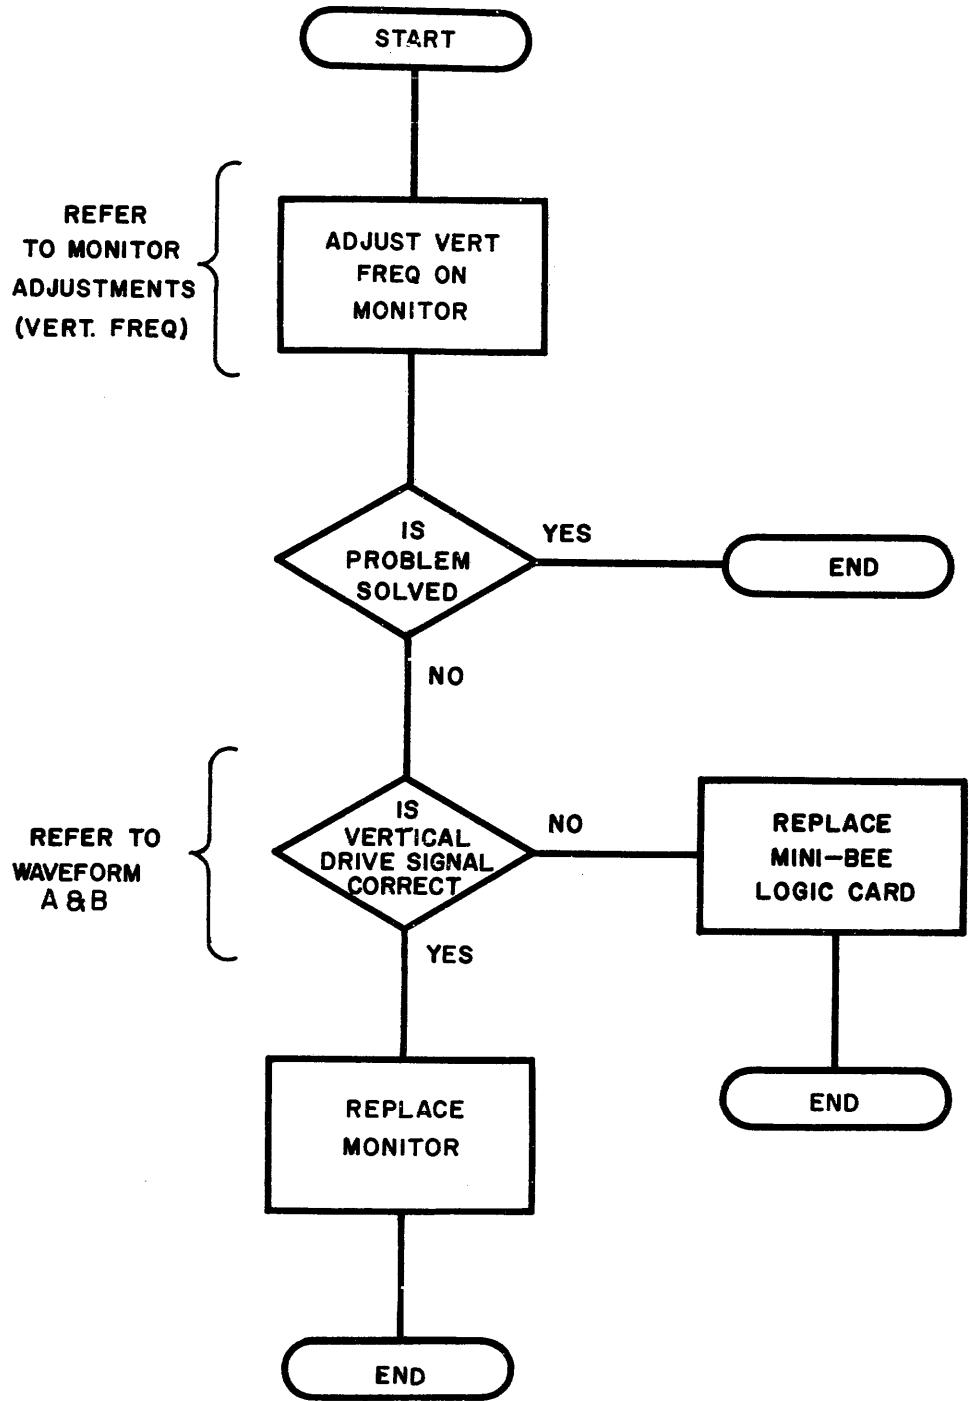 START
REFER
TO MONITOR
ADJUSTMENTS
(VERT. FREQ)
ADJUST VERT
FREQ ON
MONITOR
IS
PROBLEM
SOLVED
YES
END
NO
REFER TO
WAVEFORM
A & B
IS
VERTICAL
DRIVE SIGNAL
CORRECT
NO
REPLACE
MINI-BEE
LOGIC CARD
YES
END
REPLACE
MONITOR
END